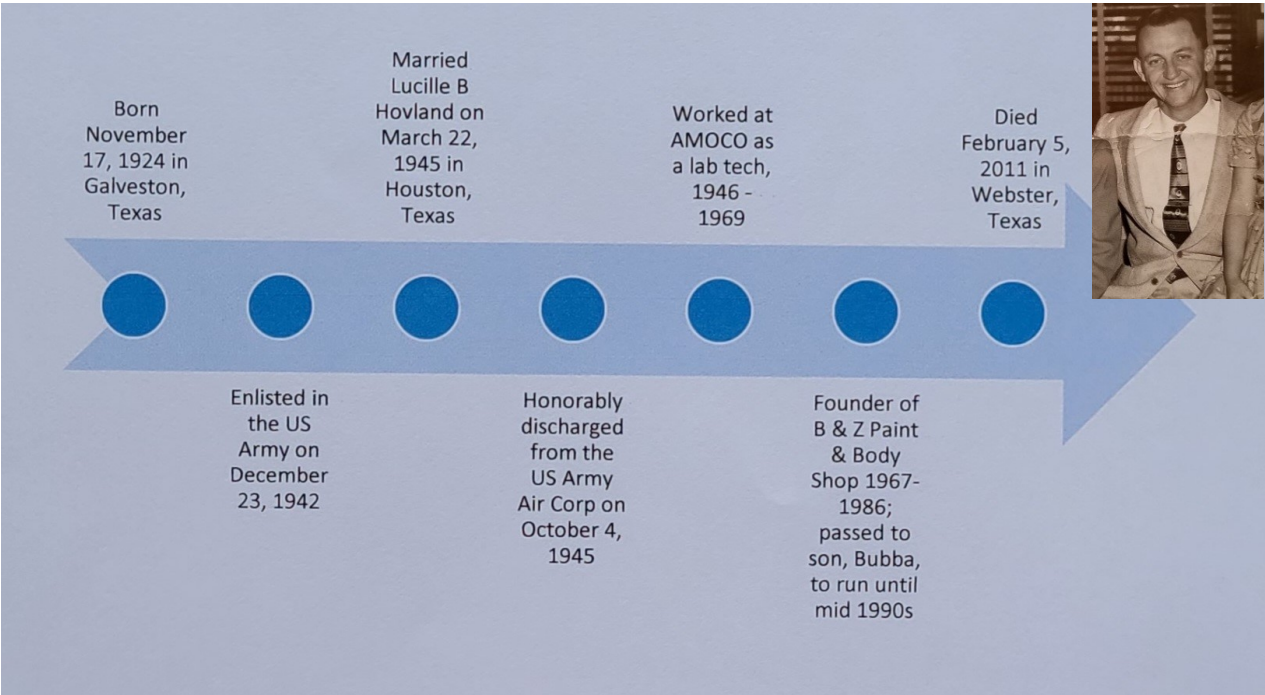 Born
November
17, 1924 in
Galveston,
Texas
Enlisted in
the US
Army on
December
23, 1942
Married
Lucille B
Hovland on
March 22,
1945 in
Houston,
Texas
Honorably
discharged
from the
US Army
Air Corp on
October 4,
1945
Worked at
AMOCO as
a lab tech,
1946 -
1969
Founder of
B & Z Paint
& Body
Shop 1967-
1986;
passed to
son, Bubba,
to run until
mid 1990s
Died
February 5,
2011 in
Webster,
Texas